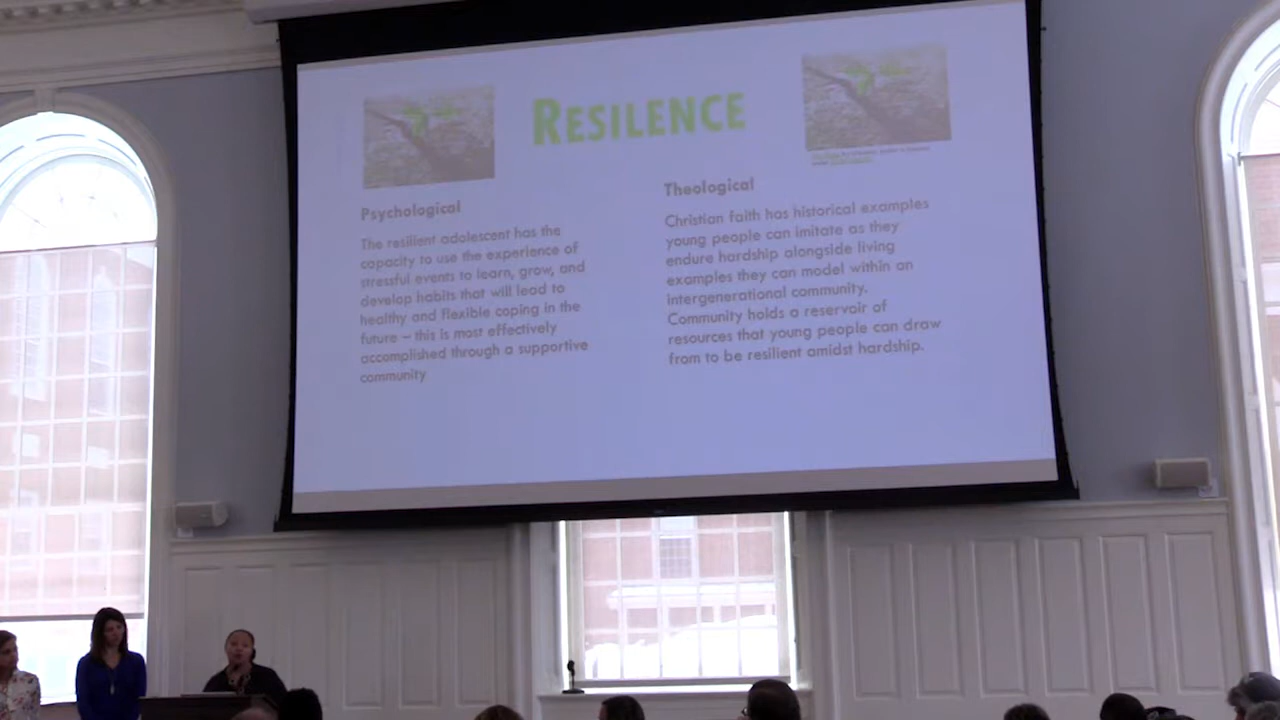 RESILENCE
Psychological
The resilient adolescent has the
capacity to use the experience of
stressful events to learn, grow, and
develop habits that will lead to
healthy and flexible coping in the
future – this is most effectively
accomplished through a supportive
community
Theological
Christian faith has historical examples
young people can imitate as they
endure hardship alongside living
examples they can model within an
intergenerational community.
Community holds a reservoir of
resources that young people can draw
from to be resilient amidst hardship.